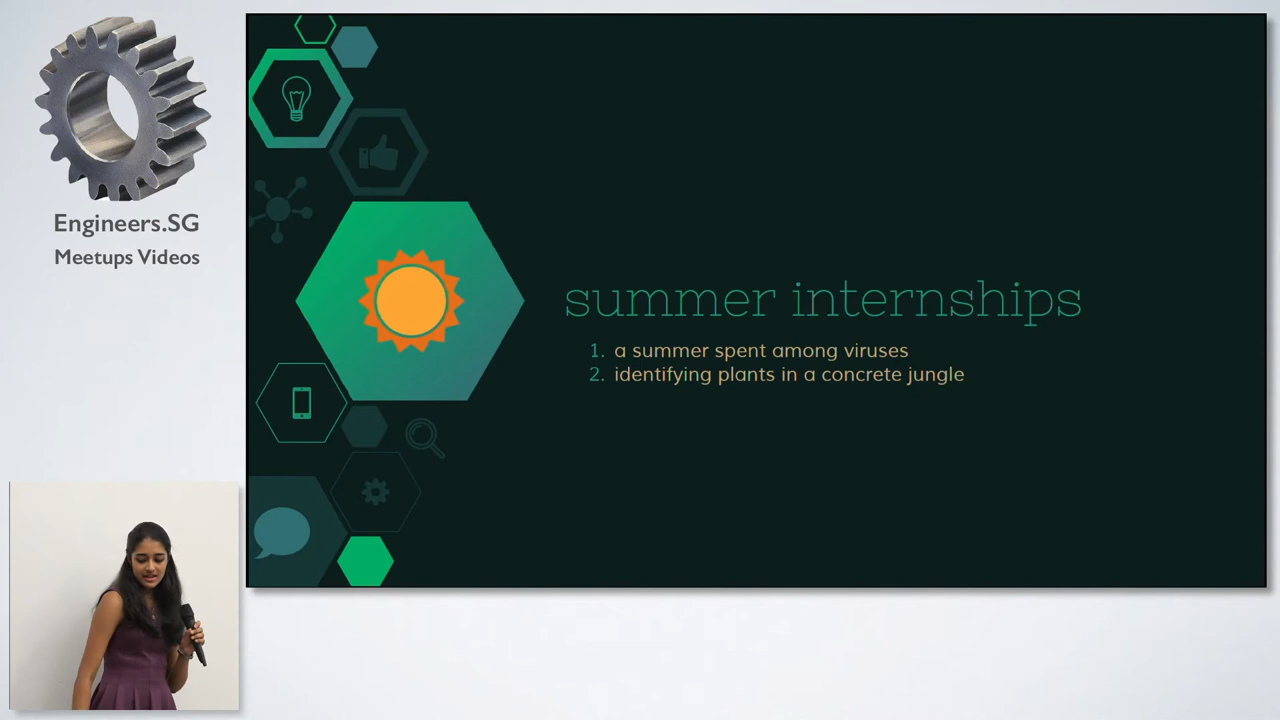 Engineers.SG
Meetups Videos
summer internships
1. a summer spent among viruses
2. identifying plants in a concrete jungle